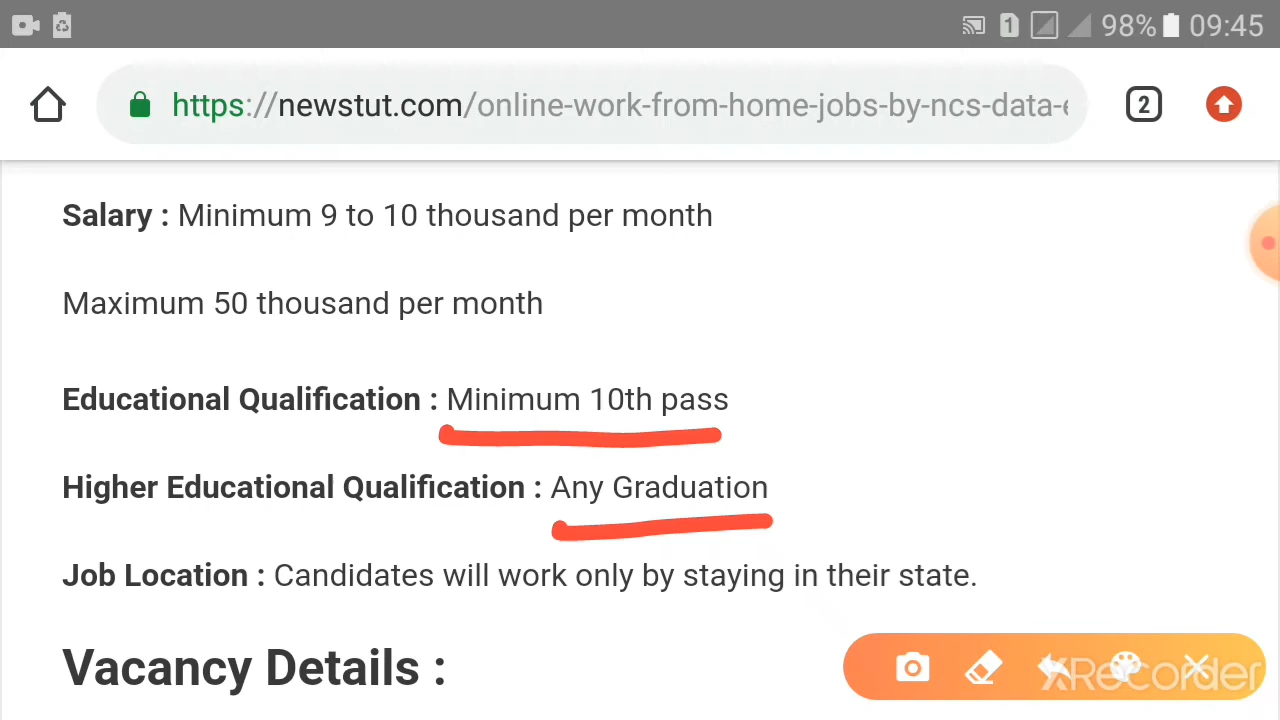 1 98% 09:45
https://newstut.com/online-work-from-home-jobs-by-ncs-data-e
2
Salary : Minimum 9 to 10 thousand per month
Maximum 50 thousand per month
Educational Qualification : Minimum 10th pass
Higher Educational Qualification : Any Graduation
Job Location : Candidates will work only by staying in their state.
Vacancy Details :
XRecorder